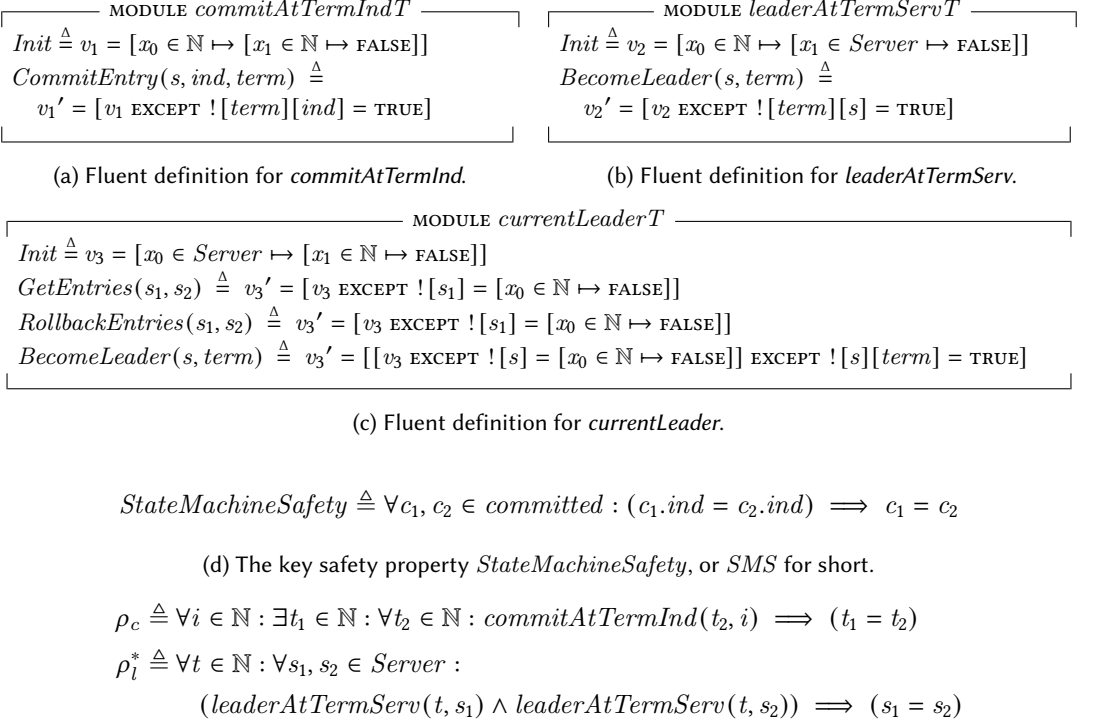 MODULE commitAtTermIndT
Init ≜ v₁ = [x₀ ∈ ℕ ↦ [x₁ ∈ ℕ ↦ FALSE]]
CommitEntry(s, ind, term) ≜
v₁′ = [v₁ EXCEPT ![term][ind] = TRUE]
(a) Fluent definition for commitAtTermInd.
MODULE leaderAtTermServT
Init ≜ v₂ = [x₀ ∈ ℕ ↦ [x₁ ∈ Server ↦ FALSE]]
BecomeLeader(s, term) ≜
v₂′ = [v₂ EXCEPT ![term][s] = TRUE]
(b) Fluent definition for leaderAtTermServ.
MODULE currentLeaderT
Init ≜ v₃ = [x₀ ∈ Server ↦ [x₁ ∈ ℕ ↦ FALSE]]
GetEntries(s₁, s₂) ≜ v₃′ = [v₃ EXCEPT ![s₁] = [x₀ ∈ ℕ ↦ FALSE]]
RollbackEntries(s₁, s₂) ≜ v₃′ = [v₃ EXCEPT ![s₁] = [x₀ ∈ ℕ ↦ FALSE]]
BecomeLeader(s, term) ≜ v₃′ = [[v₃ EXCEPT ![s] = [x₀ ∈ ℕ ↦ FALSE]] EXCEPT ![s][term] = TRUE]
(c) Fluent definition for currentLeader.
StateMachineSafety ≜ ∀c₁, c₂ ∈ committed : (c₁.ind = c₂.ind) ⟹ c₁ = c₂
(d) The key safety property StateMachineSafety, or SMS for short.
ρ_c ≜ ∀i ∈ ℕ : ∃t₁ ∈ ℕ : ∀t₂ ∈ ℕ : commitAtTermInd(t₂, i) ⟹ (t₁ = t₂)
ρ_l^* ≜ ∀t ∈ ℕ : ∀s₁, s₂ ∈ Server :
(leaderAtTermServ(t, s₁) ∧ leaderAtTermServ(t, s₂)) ⟹ (s₁ = s₂)